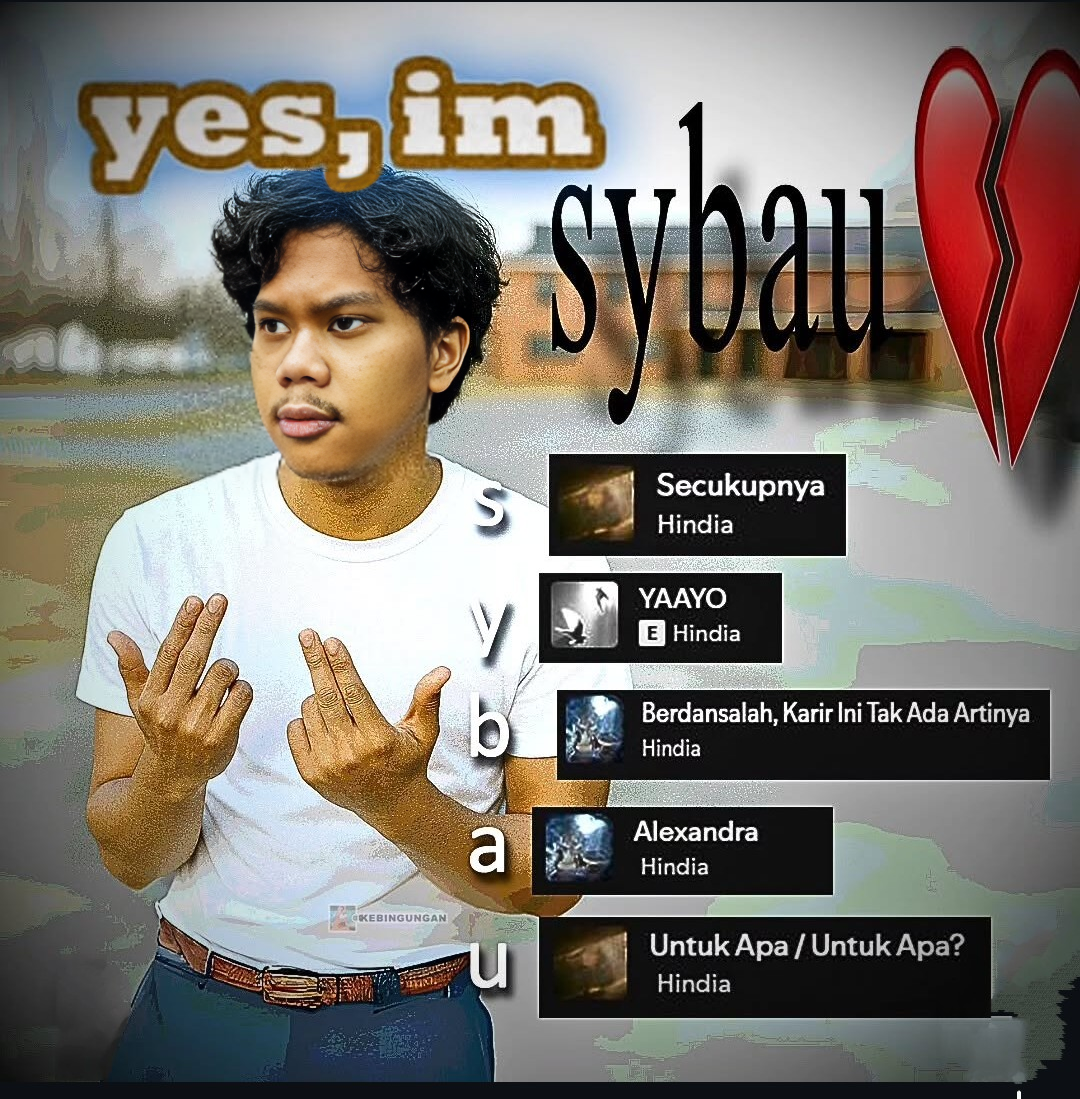 yes, im
sybau
s
Secukupnya
Hindia
y
YAAYO
E Hindia
b
Berdansalah, Karir Ini Tak Ada Artinya
Hindia
a
Alexandra
Hindia
@KEBINGUNGAN
u
Untuk Apa / Untuk Apa?
Hindia